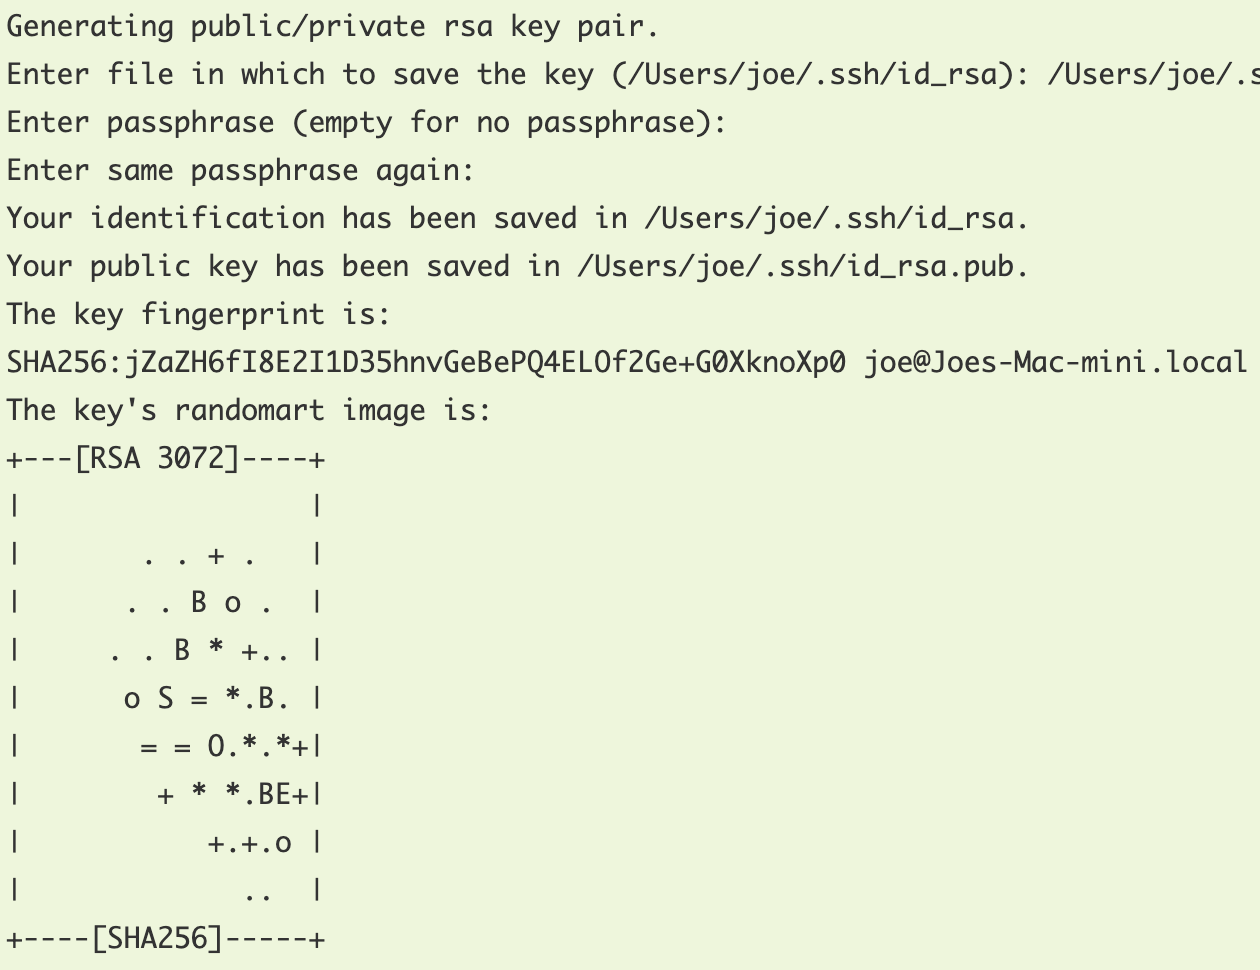 Generating public/private rsa key pair.
Enter file in which to save the key (/Users/joe/.ssh/id_rsa): /Users/joe/.s
Enter passphrase (empty for no passphrase):
Enter same passphrase again:
Your identification has been saved in /Users/joe/.ssh/id_rsa.
Your public key has been saved in /Users/joe/.ssh/id_rsa.pub.
The key fingerprint is:
SHA256:jZaZH6fI8E2I1D35hnvGeBePQ4ELOf2Ge+G0XknoXp0 joe@Joes-Mac-mini.local
The key's randomart image is:
+---[RSA 3072]----+
|                 |
|       . . + .   |
|      . . B o .  |
|     . . B * +.. |
|      o S = *.B. |
|       = = O.*.*+|
|        + * *.BE+|
|           +.+.o |
|             ..  |
+----[SHA256]-----+